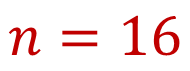 n = 16